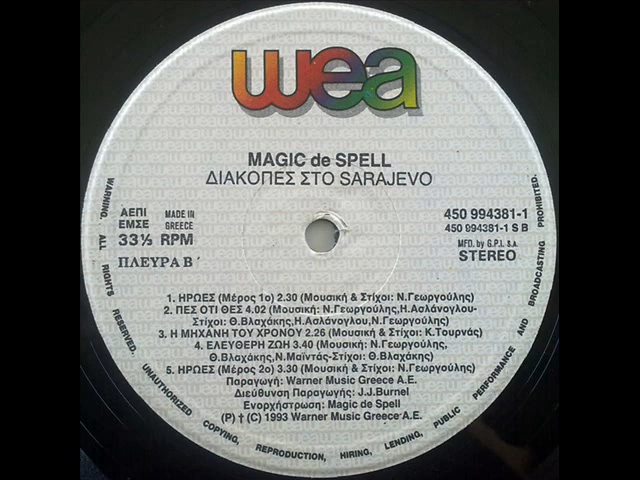 wea
MAGIC de SPELL
ΔΙΑΚΟΠΕΣ ΣΤΟ SARAJEVO
ΑΕΠΙ
ΕΜΣΕ
MADE IN
GREECE
33⅓ RPM
ΠΛΕΥΡΑ Β΄
450 994381-1
450 994381-1 S B
MFD. by G.P.I. s.a.
STEREO
1. ΗΡΩΕΣ (Μέρος 1ο) 2.30 (Μουσική & Στίχοι: Ν.Γεωργούλης)
2. ΠΕΣ ΟΤΙ ΘΕΣ 4.02 (Μουσική: Ν.Γεωργούλης,Η.Ασλάνογλου-
Στίχοι: Θ.Βλαχάκης,Η.Ασλάνογλου,Ν.Γεωργούλης)
3. Η ΜΗΧΑΝΗ ΤΟΥ ΧΡΟΝΟΥ 2.26 (Μουσική & Στίχοι: Κ.Τουρνάς)
4. ΕΛΕΥΘΕΡΗ ΖΩΗ 3.40 (Μουσική: Ν.Γεωργούλης,
Θ.Βλαχάκης,Ν.Μαϊντάς-Στίχοι: Θ.Βλαχάκης)
5. ΗΡΩΕΣ (Μέρος 2ο) 3.30 (Μουσική & Στίχοι: Ν.Γεωργούλης)
Παραγωγή: Warner Music Greece A.E.
Διεύθυνση Παραγωγής: J.J.Burnel
Ενορχήστρωση: Magic de Spell
(P) † (C) 1993 Warner Music Greece A.E.
WARNING. ALL RIGHTS RESERVED. UNAUTHORIZED COPYING, REPRODUCTION, HIRING, LENDING, PUBLIC PERFORMANCE AND BROADCASTING PROHIBITED.